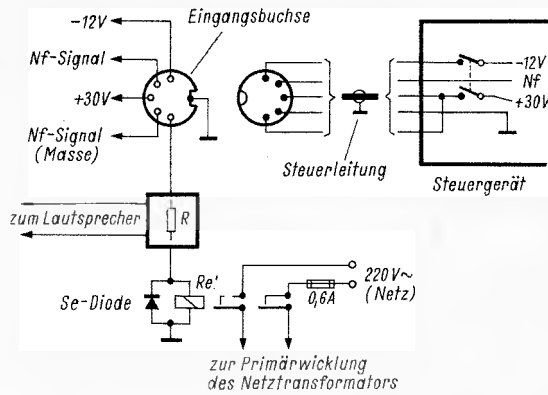 -12V
Eingangsbuchse
Nf-Signal
+30V
Nf-Signal
(Masse)
-12V
Nf
+30V
Steuerleitung
Steuergerät
zum Lautsprecher
R
Se-Diode
Re.
0,6A
220V~
(Netz)
zur Primärwicklung
des Netztransformators